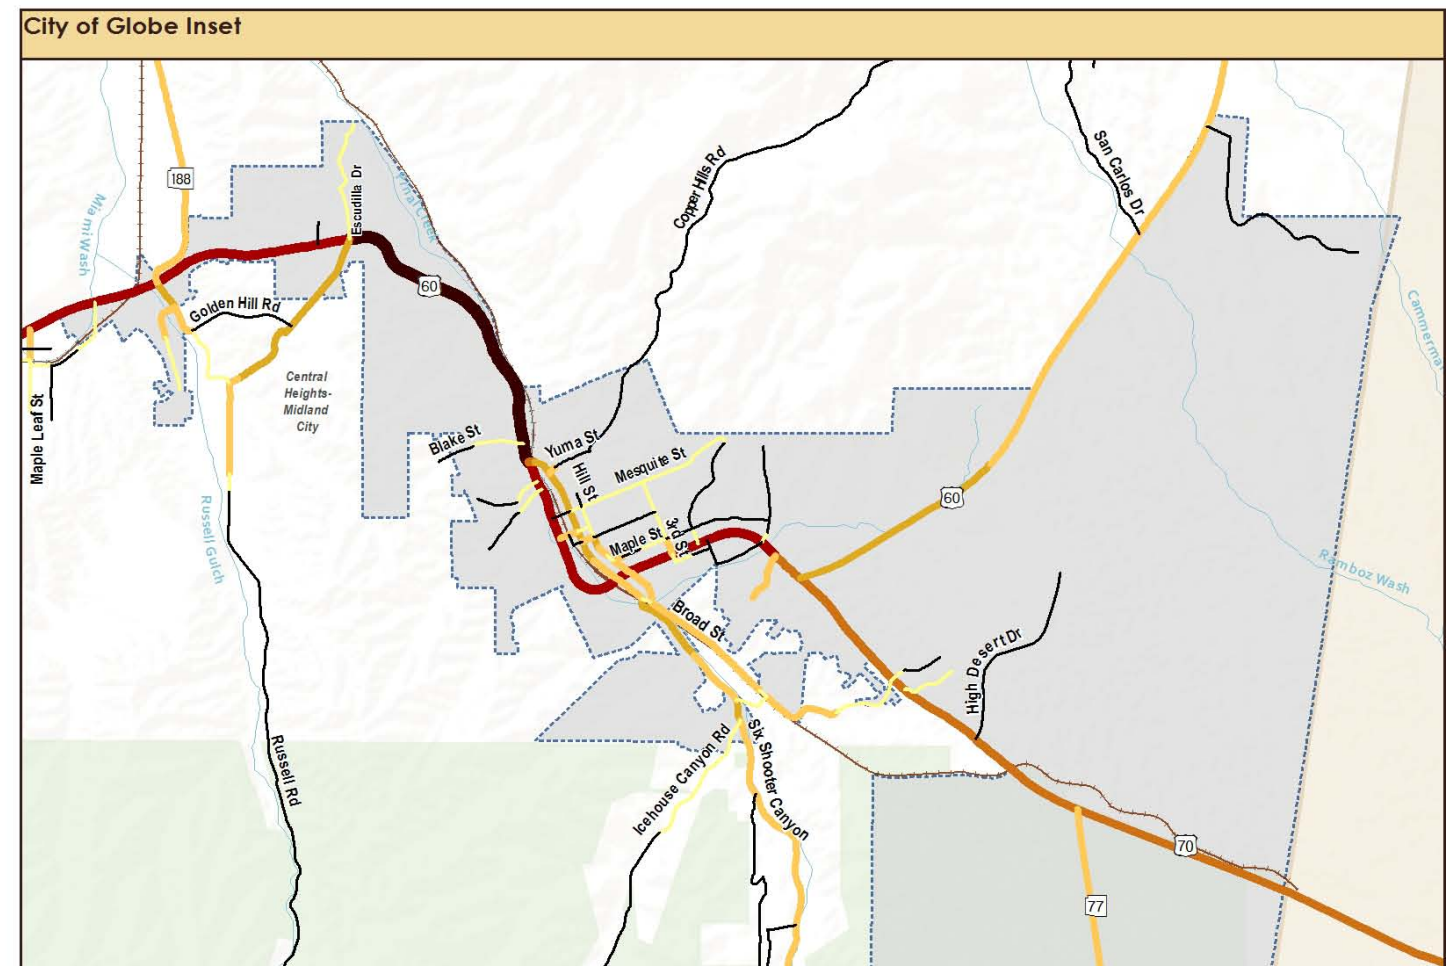 City of Globe Inset
188
Miami Wash
Escudilla Dr
Pinal Creek
60
Golden Hill Rd
Central
Heights-
Midland
City
Maple Leaf St
Copper Hills Rd
San Carlos Dr
Blake St
Yuma St
Hill St
Mesquite St
3rd St
Maple St
60
Ramboz Wash
Russell Gulch
Broad St
High Desert Dr
Russell Rd
Icehouse Canyon Rd
Six Shooter Canyon
70
77